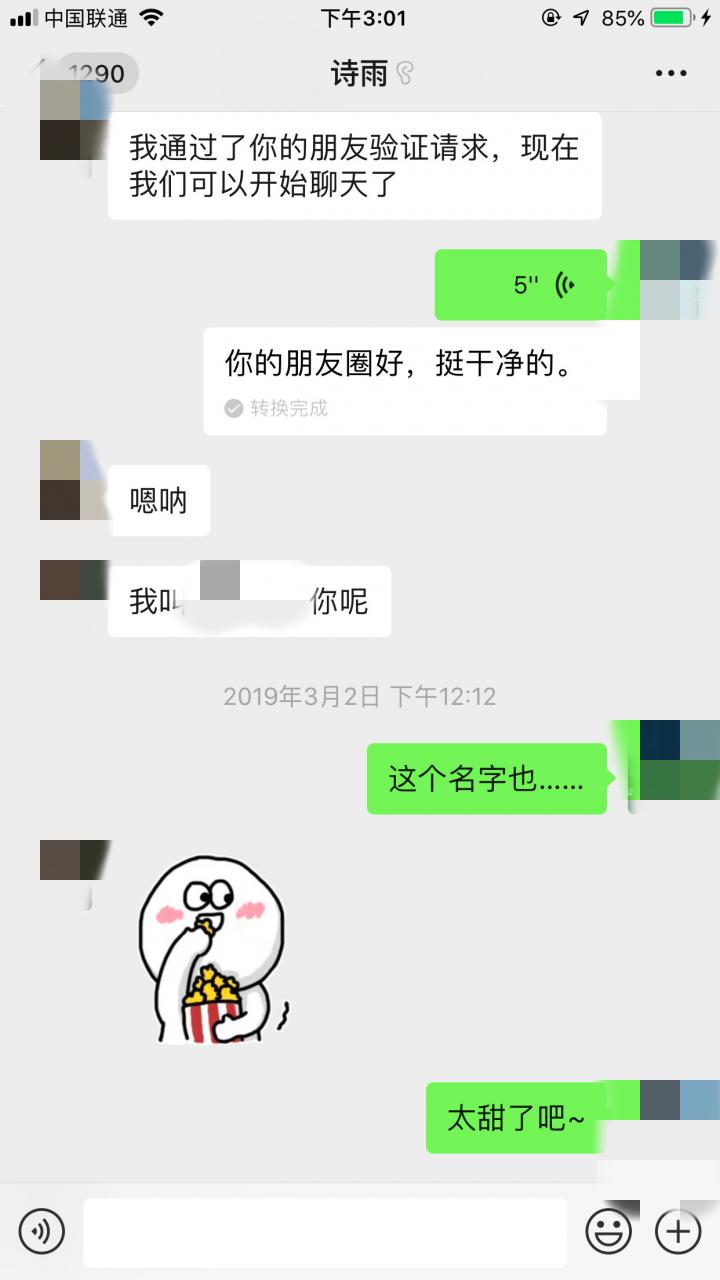 中国联通 下午3:01 85%
1290 诗雨
我通过了你的朋友验证请求，现在
我们可以开始聊天了
5''
你的朋友圈好，挺干净的。
转换完成
嗯呐
我叫 你呢
2019年3月2日 下午12:12
这个名字也……
太甜了吧~